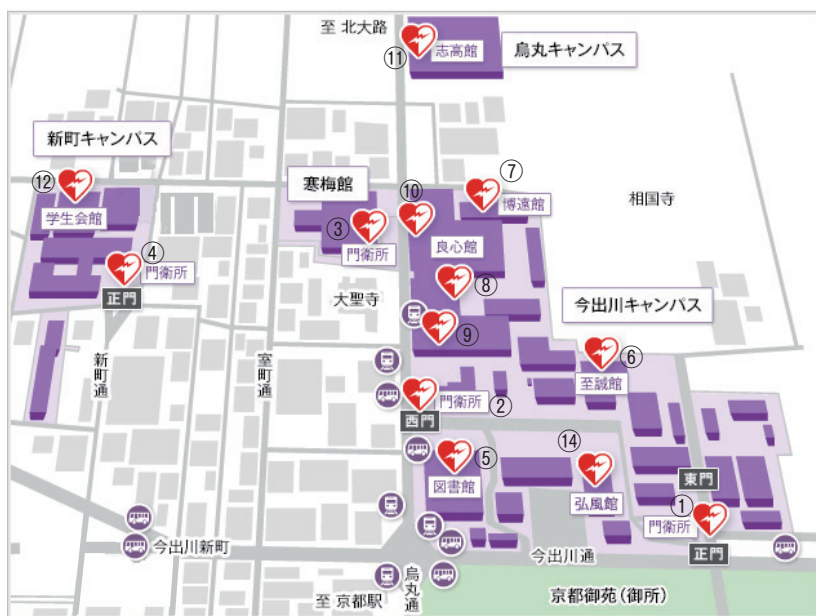 至 北大路
⑪
志高館
烏丸キャンパス
新町キャンパス
⑫
学生会館
寒梅館
⑩
⑦
博遠館
相国寺
③
門衛所
良心館
④
門衛所
正門
大聖寺
⑧
今出川キャンパス
⑨
⑥
至誠館
新町通
室町通
門衛所
②
西門
⑭
⑤
図書館
弘風館
東門
①
門衛所
正門
今出川新町
今出川通
至 京都駅
烏丸通
京都御苑（御所）